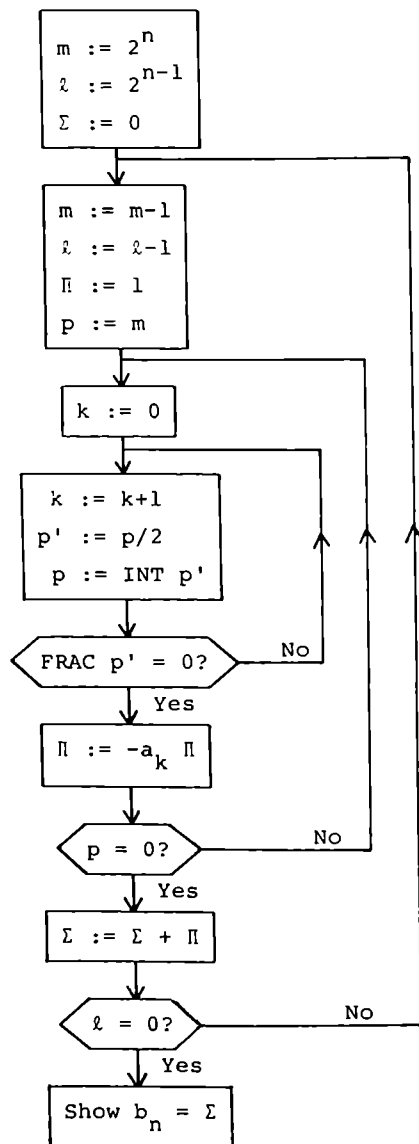 m := 2^n
ℓ := 2^{n-1}
Σ := 0
m := m-1
ℓ := ℓ-1
Π := 1
p := m
k := 0
k := k+1
p' := p/2
p := INT p'
FRAC p' = 0?
No
Yes
Π := -a_k Π
p = 0?
No
Yes
Σ := Σ + Π
ℓ = 0?
No
Yes
Show b_n = Σ